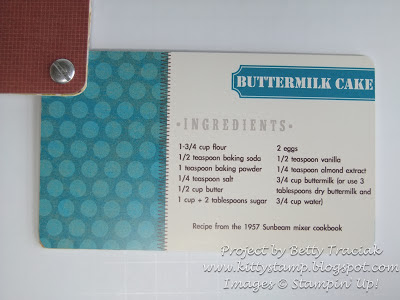 BUTTERMILK CAKE
·INGREDIENTS·
1-3/4 cup flour
1/2 teaspoon baking soda
1 teaspoon baking powder
1/4 teaspoon salt
1/2 cup butter
1 cup + 2 tablespoons sugar
2 eggs
1/2 teaspoon vanilla
1/4 teaspoon almond extract
3/4 cup buttermilk (or use 3
tablespoons dry buttermilk and
3/4 cup water)
Recipe from the 1957 Sunbeam mixer cookbook
Project by Betty Traciak
www.kittystamp.blogspot.com
Images © Stampin' Up!